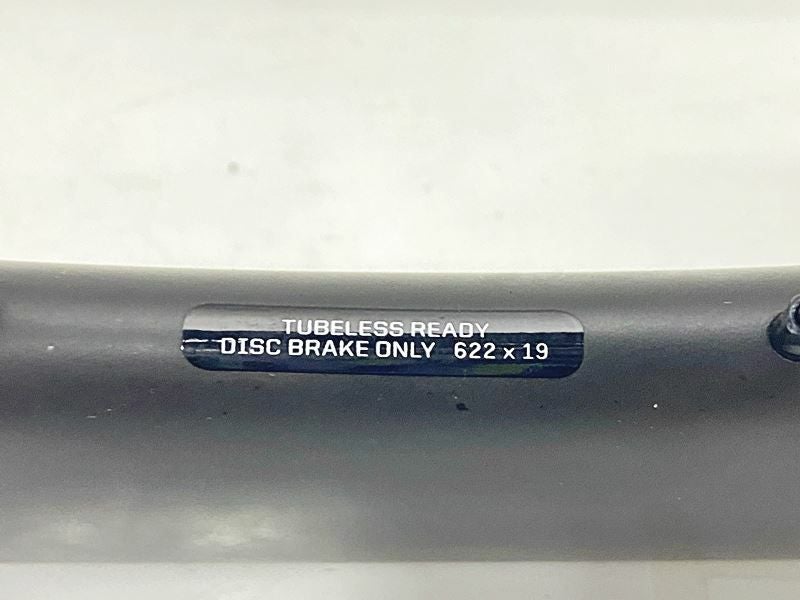 TUBELESS READY
DISC BRAKE ONLY 622 x 19